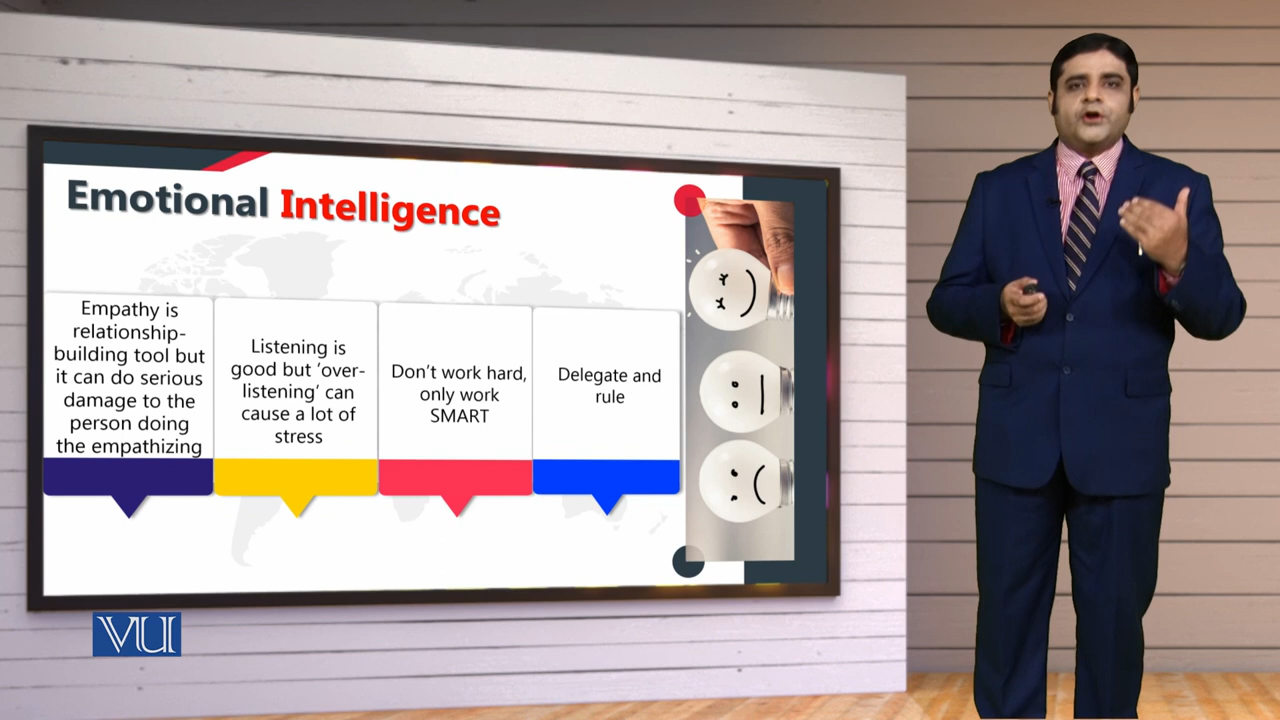 Emotional Intelligence
Empathy is
relationship-
building tool but
it can do serious
damage to the
person doing
the empathizing
Listening is
good but ‘over-
listening’ can
cause a lot of
stress
Don’t work hard,
only work
SMART
Delegate and
rule
VU